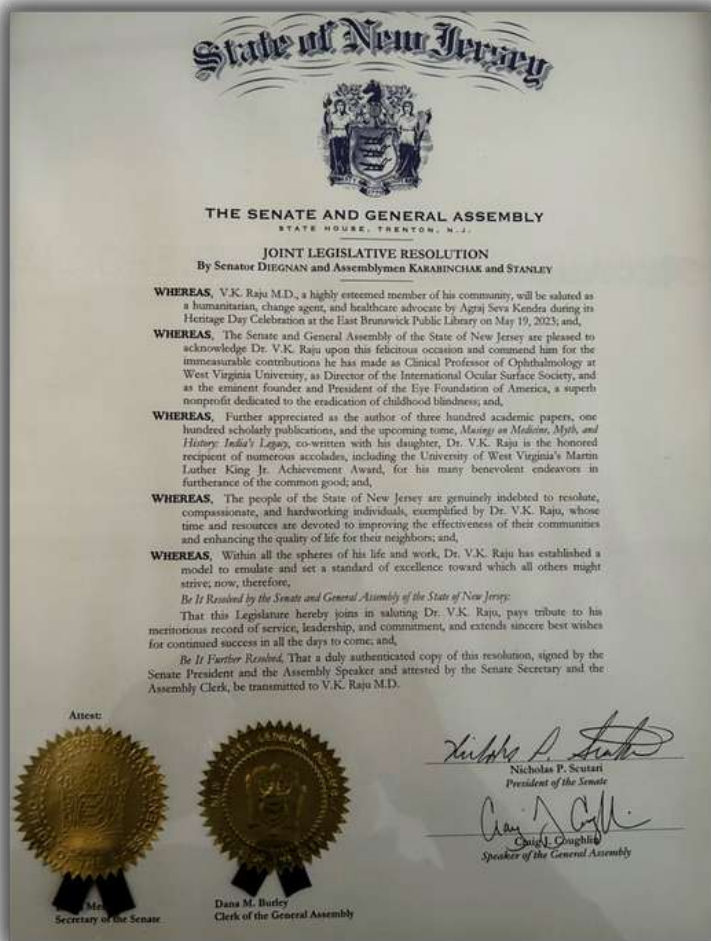 State of New Jersey
THE SENATE AND GENERAL ASSEMBLY
STATE HOUSE, TRENTON, N.J.
JOINT LEGISLATIVE RESOLUTION
By Senator DIEGNAN and Assemblymen KARABINCHAK and STANLEY
WHEREAS, V.K. Raju M.D., a highly esteemed member of his community, will be saluted as
a humanitarian, change agent, and healthcare advocate by Agraj Seva Kendra during its
Heritage Day Celebration at the East Brunswick Public Library on May 19, 2023; and,
WHEREAS, The Senate and General Assembly of the State of New Jersey are pleased to
acknowledge Dr. V.K. Raju upon this felicitous occasion and commend him for the
immeasurable contributions he has made as Clinical Professor of Ophthalmology at
West Virginia University, as Director of the International Ocular Surface Society, and
as the eminent founder and President of the Eye Foundation of America, a superb
nonprofit dedicated to the eradication of childhood blindness; and,
WHEREAS, Further appreciated as the author of three hundred academic papers, one
hundred scholarly publications, and the upcoming tome, Musings on Medicine, Myth, and
History: India's Legacy, co-written with his daughter, Dr. V.K. Raju is the honored
recipient of numerous accolades, including the University of West Virginia's Martin
Luther King Jr. Achievement Award, for his many benevolent endeavors in
furtherance of the common good; and,
WHEREAS, The people of the State of New Jersey are genuinely indebted to resolute,
compassionate, and hardworking individuals, exemplified by Dr. V.K. Raju, whose
time and resources are devoted to improving the effectiveness of their communities
and enhancing the quality of life for their neighbors; and,
WHEREAS, Within all the spheres of his life and work, Dr. V.K. Raju has established a
model to emulate and set a standard of excellence toward which all others might
strive; now, therefore,
Be It Resolved by the Senate and General Assembly of the State of New Jersey:
That this Legislature hereby joins in saluting Dr. V.K. Raju, pays tribute to his
meritorious record of service, leadership, and commitment, and extends sincere best wishes
for continued success in all the days to come; and,
Be It Further Resolved, That a duly authenticated copy of this resolution, signed by the
Senate President and the Assembly Speaker and attested by the Senate Secretary and the
Assembly Clerk, be transmitted to V.K. Raju M.D.
Attest:
Nicholas P. Scutari
President of the Senate
Craig J. Coughlin
Speaker of the General Assembly
Secretary of the Senate
Dana M. Burley
Clerk of the General Assembly